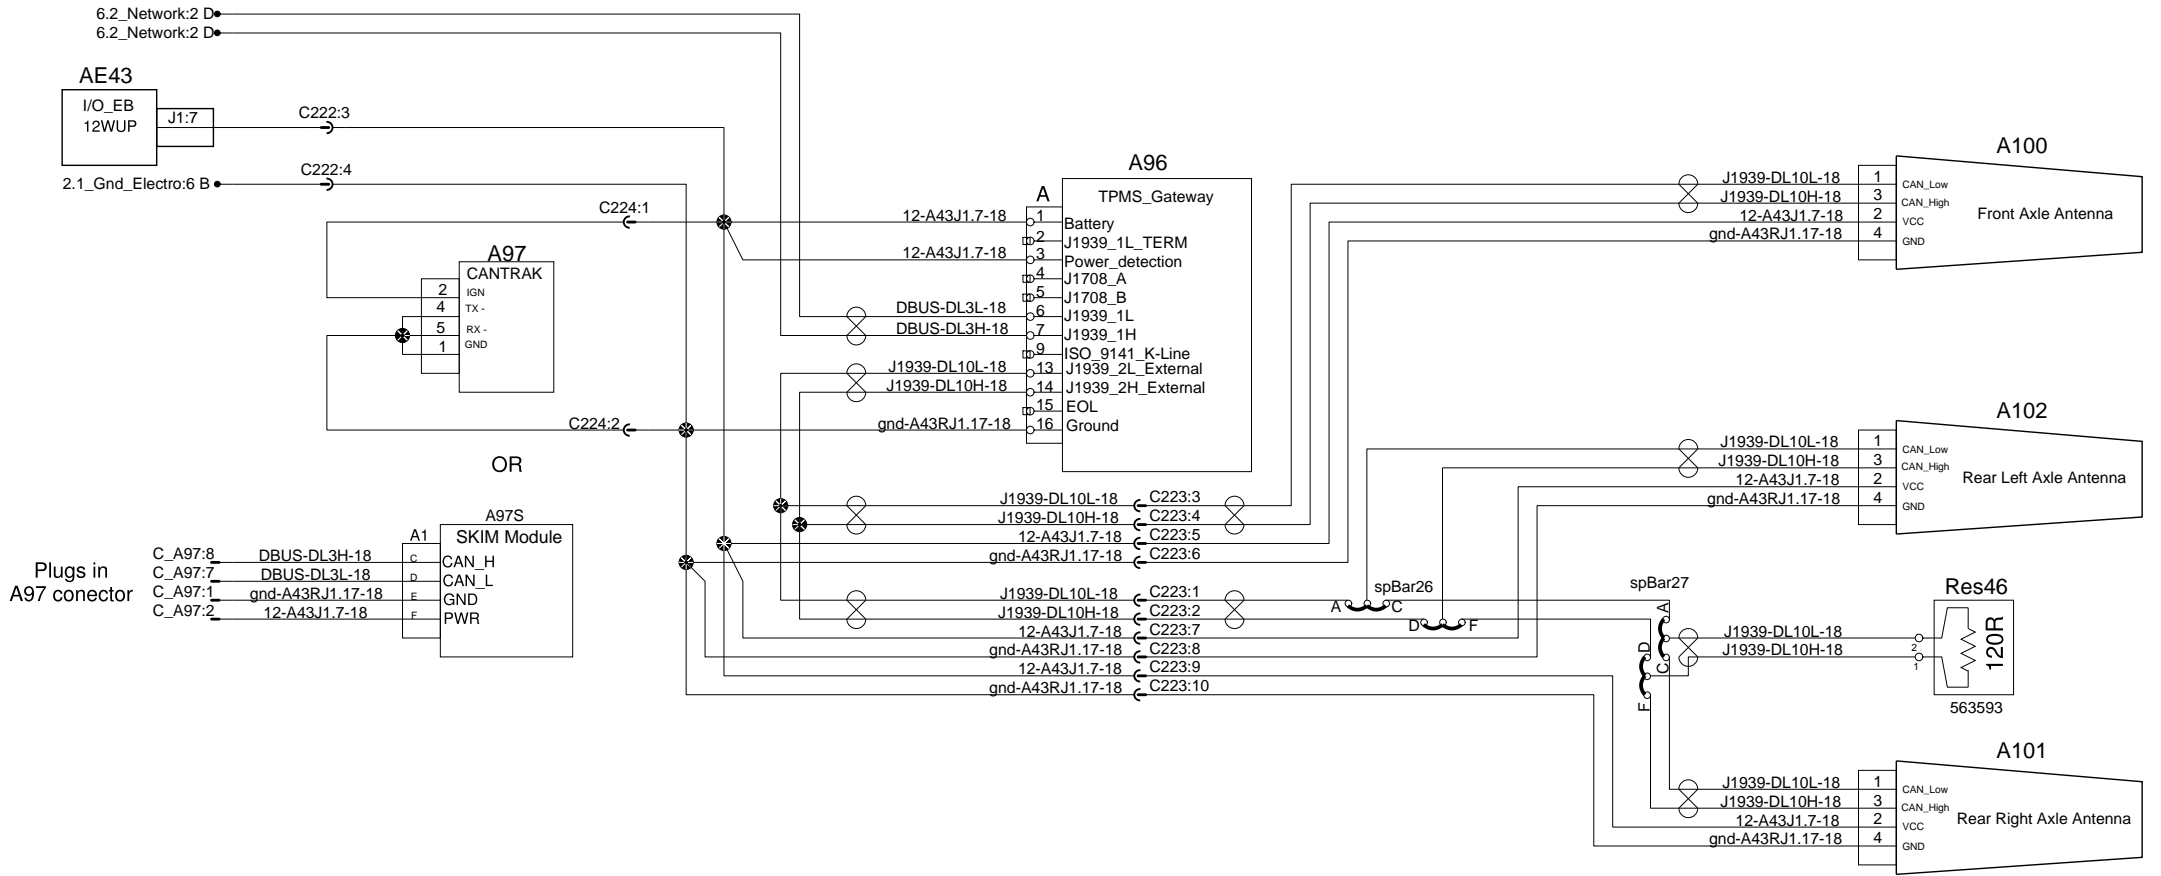 6.2_Network:2 D
6.2_Network:2 D
AE43
I/O_EB
12WUP
J1:7
C222:3
2.1_Gnd_Electro:6 B
C222:4
C224:1
A97
CANTRAK
2 IGN
4 TX -
5 RX -
1 GND
C224:2
OR
A97S
A1
SKIM Module
Plugs in
A97 conector
C_A97:8 DBUS-DL3H-18 C CAN_H
C_A97:7 DBUS-DL3L-18 D CAN_L
C_A97:1 gnd-A43RJ1.17-18 E GND
C_A97:2 12-A43J1.7-18 F PWR
A96
A
TPMS_Gateway
12-A43J1.7-18 1 Battery
2 J1939_1L_TERM
12-A43J1.7-18 3 Power_detection
4 J1708_A
5 J1708_B
DBUS-DL3L-18 6 J1939_1L
DBUS-DL3H-18 7 J1939_1H
9 ISO_9141_K-Line
J1939-DL10L-18 13 J1939_2L_External
J1939-DL10H-18 14 J1939_2H_External
15 EOL
gnd-A43RJ1.17-18 16 Ground
J1939-DL10L-18 C223:3
J1939-DL10H-18 C223:4
12-A43J1.7-18 C223:5
gnd-A43RJ1.17-18 C223:6
J1939-DL10L-18 C223:1
J1939-DL10H-18 C223:2
12-A43J1.7-18 C223:7
gnd-A43RJ1.17-18 C223:8
12-A43J1.7-18 C223:9
gnd-A43RJ1.17-18 C223:10
spBar26
A C
D F
spBar27
A
C
D
F
A100
J1939-DL10L-18 1 CAN_Low
J1939-DL10H-18 3 CAN_High
12-A43J1.7-18 2 VCC
gnd-A43RJ1.17-18 4 GND
Front Axle Antenna
A102
J1939-DL10L-18 1 CAN_Low
J1939-DL10H-18 3 CAN_High
12-A43J1.7-18 2 VCC
gnd-A43RJ1.17-18 4 GND
Rear Left Axle Antenna
Res46
J1939-DL10L-18 2
J1939-DL10H-18 1
120R
563593
A101
J1939-DL10L-18 1 CAN_Low
J1939-DL10H-18 3 CAN_High
12-A43J1.7-18 2 VCC
gnd-A43RJ1.17-18 4 GND
Rear Right Axle Antenna